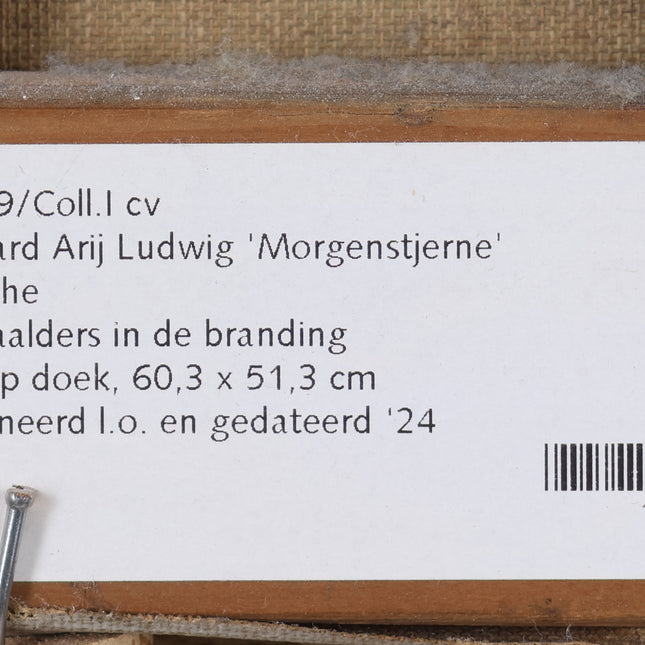 9/Coll.I cv
ard Arij Ludwig 'Morgenstjerne'
he
aalders in de branding
p doek, 60,3 x 51,3 cm
neerd l.o. en gedateerd '24